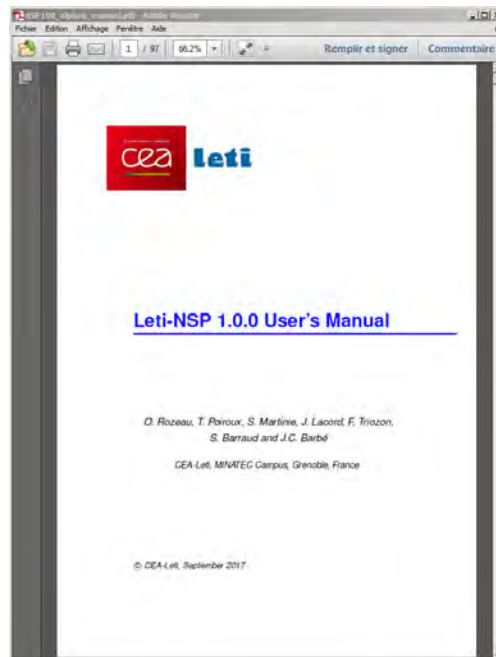 Fichier Edition Affichage Fenêtre Aide
1 / 97 66,2% Remplir et signer Commentaire
cea leti
Leti-NSP 1.0.0 User's Manual
O. Rozeau, T. Poiroux, S. Martinie, J. Lacord, F. Triozon,
S. Barraud and J.C. Barbé
CEA-Leti, MINATEC Campus, Grenoble, France
© CEA-Leti, September 2017